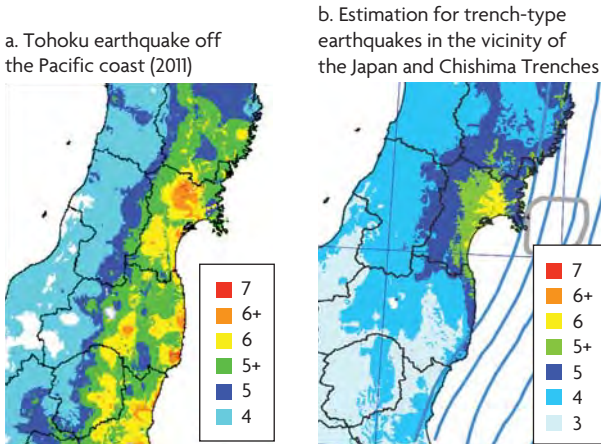 a. Tohoku earthquake off
the Pacific coast (2011)
7
6+
6
5+
5
4
b. Estimation for trench-type
earthquakes in the vicinity of
the Japan and Chishima Trenches
7
6+
6
5+
5
4
3